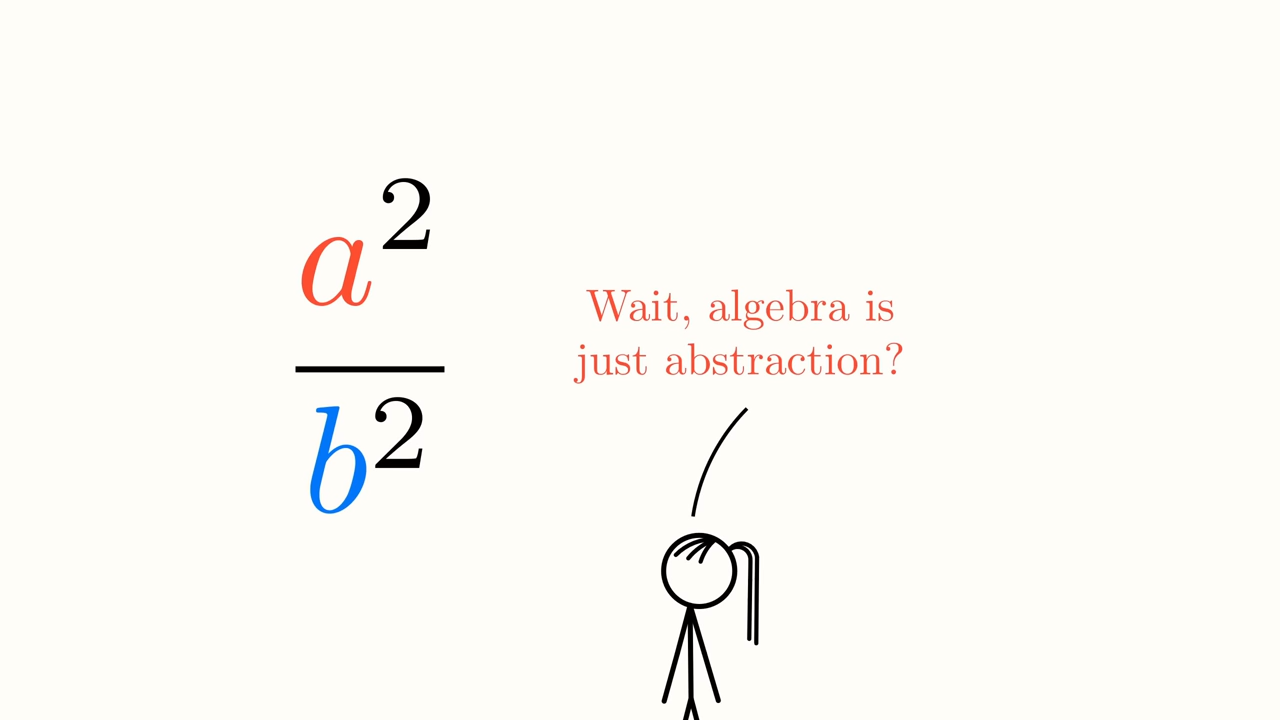 a²
b²
Wait, algebra is
just abstraction?